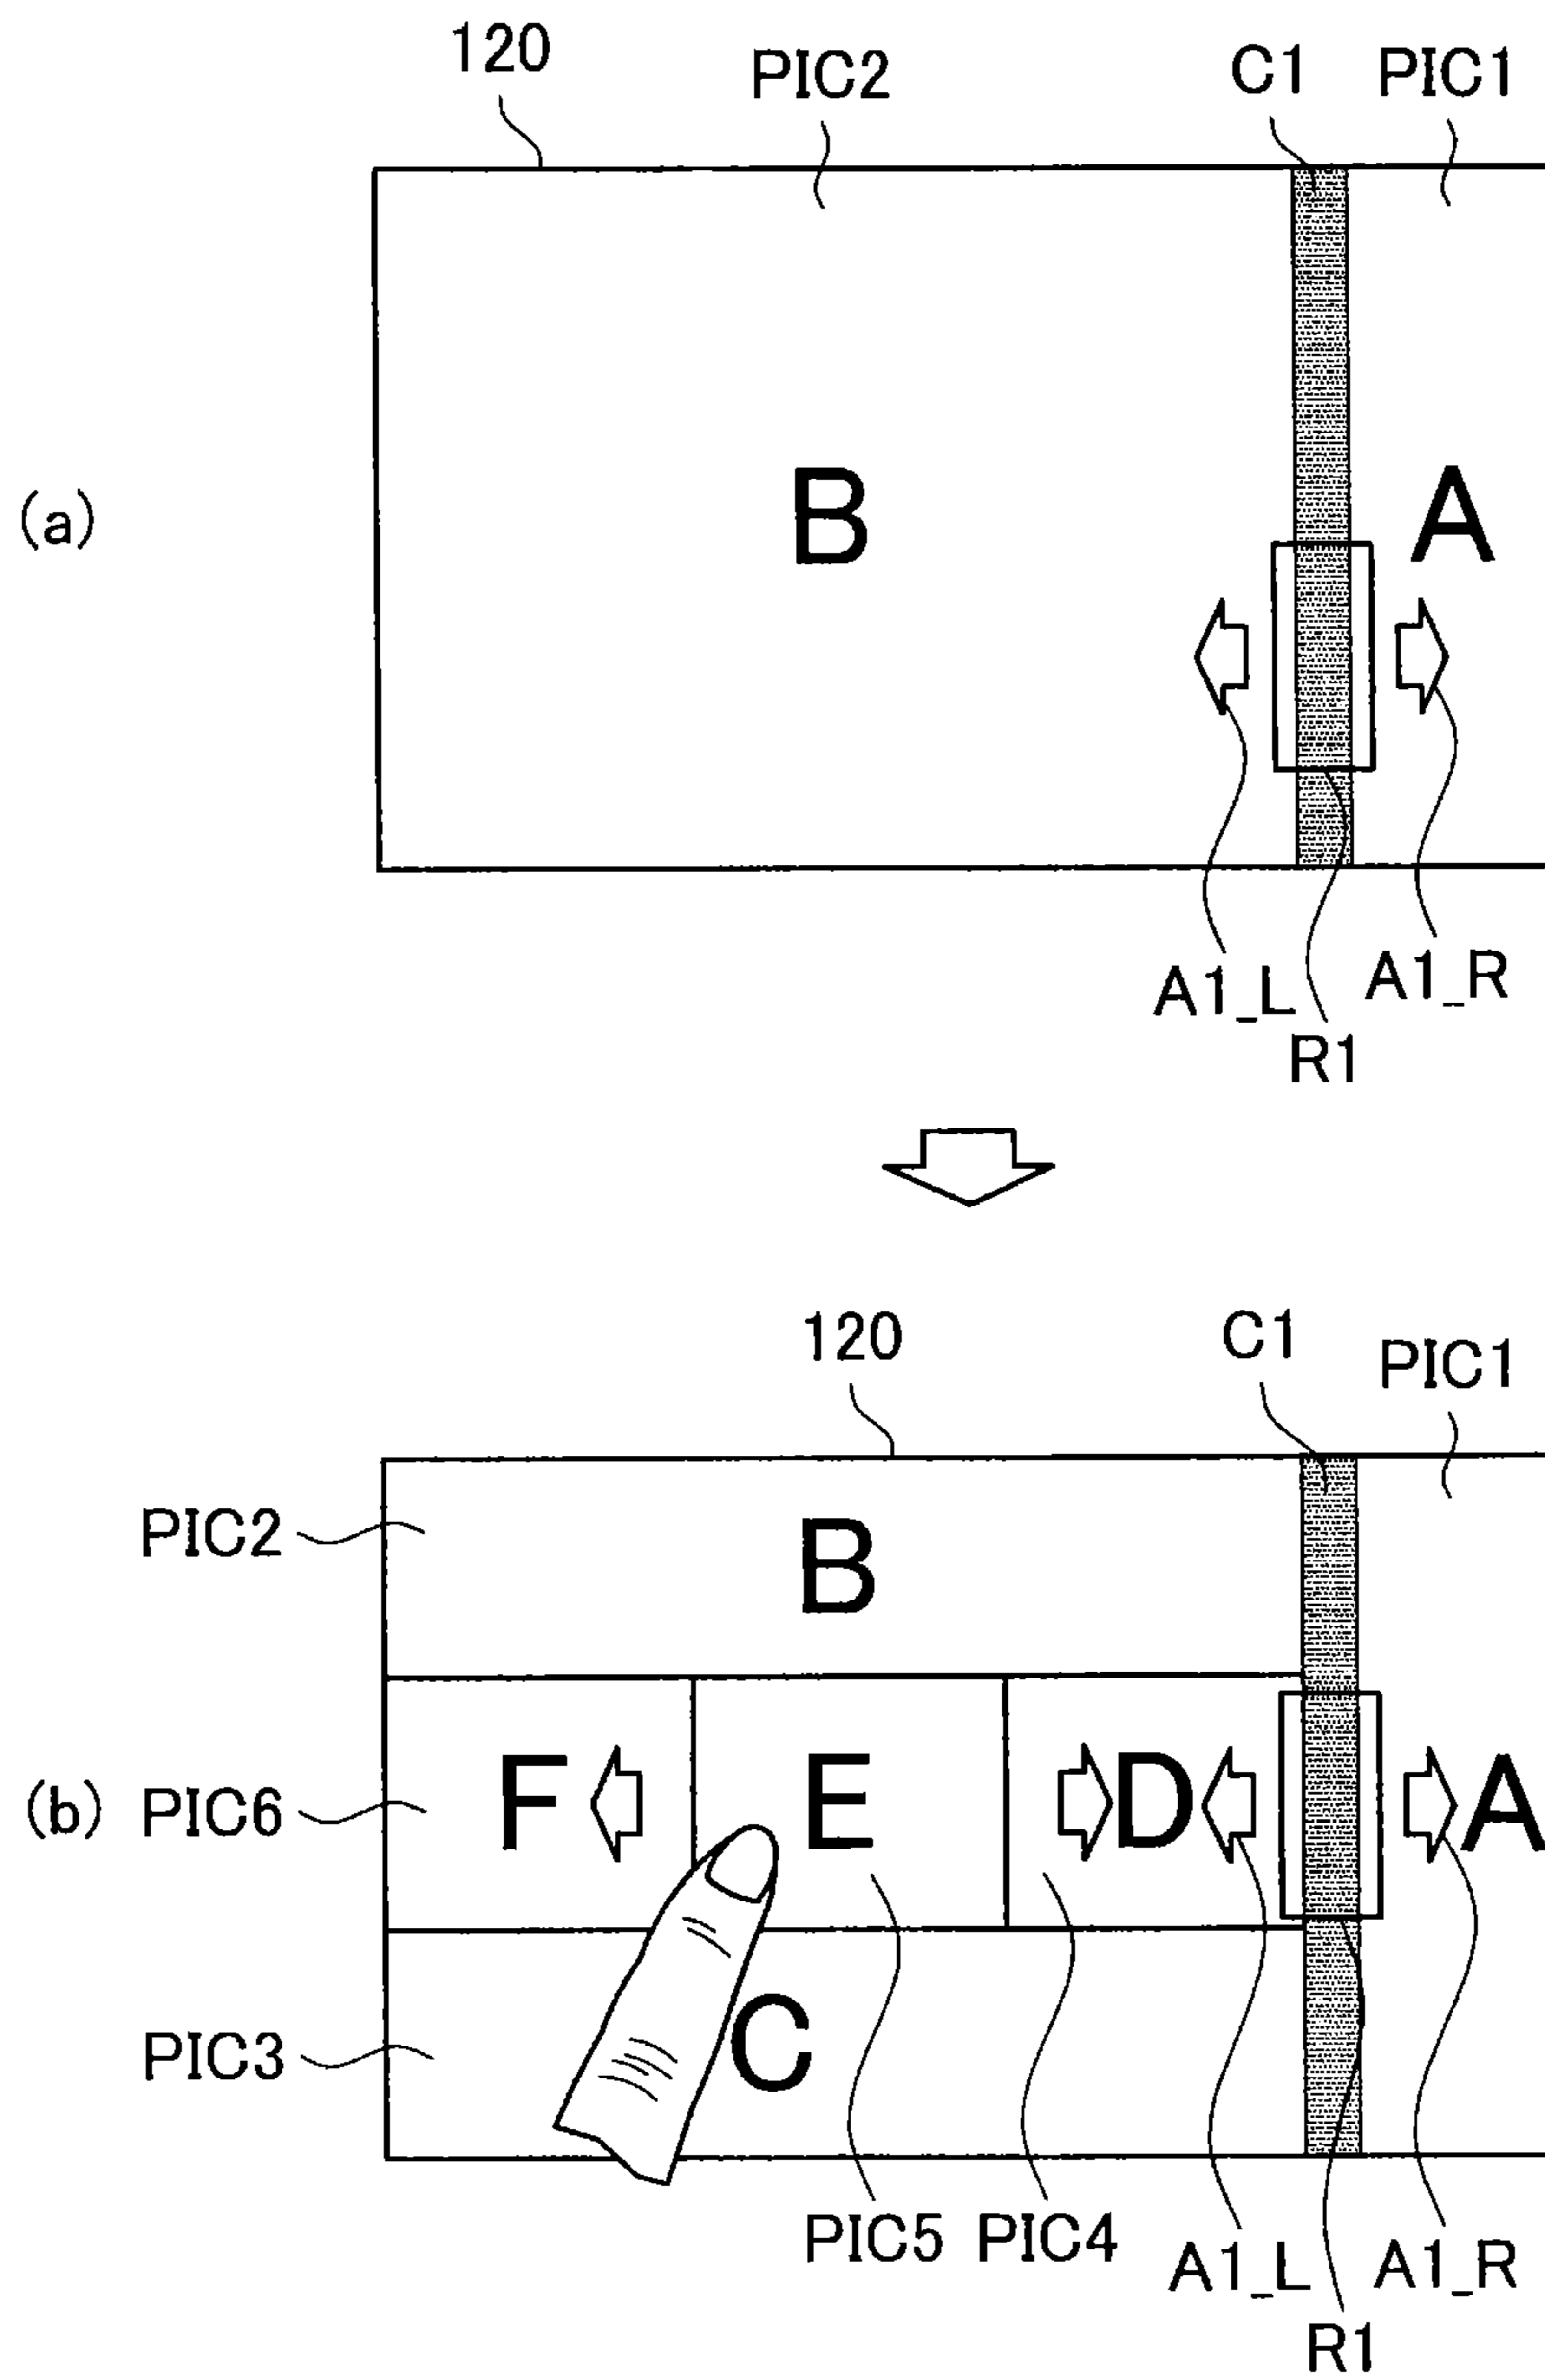 120 PIC2 C1 PIC1
(a) B A
A1_L A1_R
R1
120 C1 PIC1
PIC2 B
(b) PIC6 F E D A
PIC3 C
PIC5 PIC4 A1_L A1_R
R1